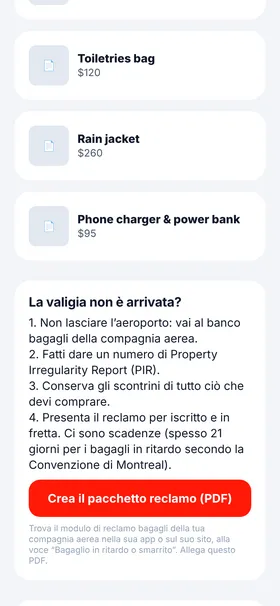 Toiletries bag
$120
Rain jacket
$260
Phone charger & power bank
$95
La valigia non è arrivata?
1. Non lasciare l’aeroporto: vai al banco
bagagli della compagnia aerea.
2. Fatti dare un numero di Property
Irregularity Report (PIR).
3. Conserva gli scontrini di tutto ciò che
devi comprare.
4. Presenta il reclamo per iscritto e in
fretta. Ci sono scadenze (spesso 21
giorni per i bagagli in ritardo secondo la
Convenzione di Montreal).
Crea il pacchetto reclamo (PDF)
Trova il modulo di reclamo bagagli della tua
compagnia aerea nella sua app o sul suo sito, alla
voce “Bagaglio in ritardo o smarrito”. Allega questo
PDF.